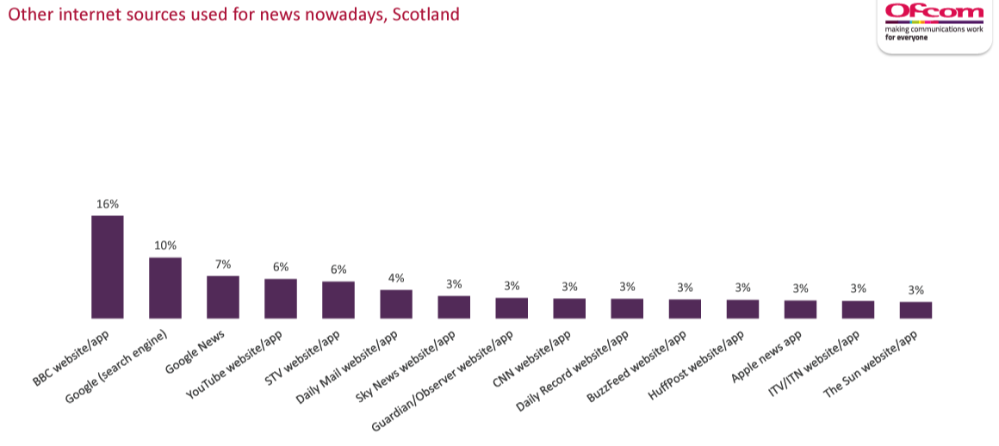 Other internet sources used for news nowadays, Scotland
Ofcom
making communications work
for everyone
16%
10%
7%
6%
6%
4%
3%
3%
3%
3%
3%
3%
3%
3%
3%
BBC website/app
Google (search engine)
Google News
YouTube website/app
STV website/app
Daily Mail website/app
Sky News website/app
Guardian/Observer website/app
CNN website/app
Daily Record website/app
BuzzFeed website/app
HuffPost website/app
Apple news app
ITV/ITN website/app
The Sun website/app